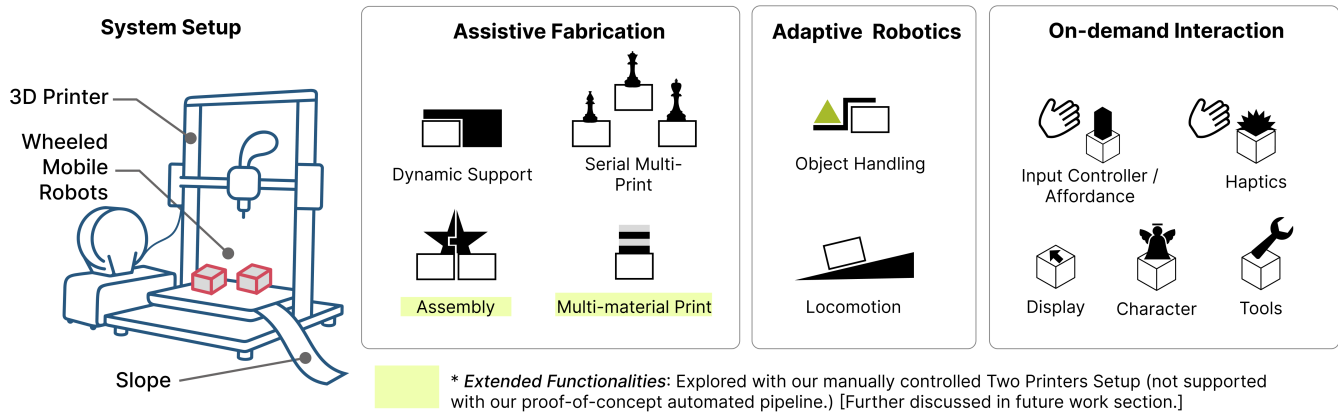 System Setup
3D Printer
Wheeled
Mobile
Robots
Slope
Assistive Fabrication
Dynamic Support
Serial Multi-
Print
Assembly
Multi-material Print
Adaptive Robotics
Object Handling
Locomotion
On-demand Interaction
Input Controller /
Affordance
Haptics
Display
Character
Tools
* Extended Functionalities: Explored with our manually controlled Two Printers Setup (not supported
with our proof-of-concept automated pipeline.) [Further discussed in future work section.]